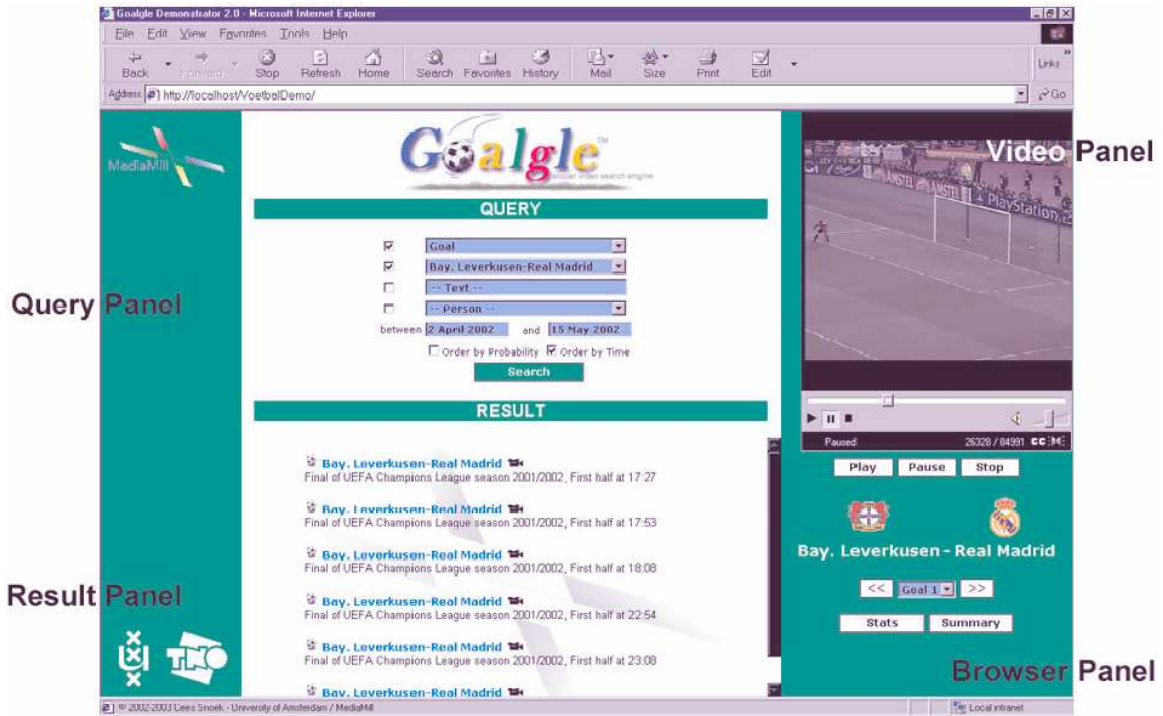 Goalgle Demonstrator 2.0 - Microsoft Internet Explorer
File Edit View Favorites Tools Help
Back Forward Stop Refresh Home Search Favorites History Mail Size Print Edit Links
Address http://localhost/VoetbalDemo/ Go
MediaMill
Goalgle™
soccer video search engine
Video Panel
AMSTEL AMSTEL PlayStation
QUERY
Goal
Bay. Leverkusen-Real Madrid
-- Text --
-- Person --
between 2 April 2002 and 15 May 2002
Order by Probability Order by Time
Search
Query Panel
RESULT
Paused 26328 / 84991 CC
Play Pause Stop
Bay. Leverkusen-Real Madrid
Final of UEFA Champions League season 2001/2002, First half at 17:27
Bay. Leverkusen-Real Madrid
Final of UEFA Champions League season 2001/2002, First half at 17:53
Bay. Leverkusen-Real Madrid
Final of UEFA Champions League season 2001/2002, First half at 18:08
Bay. Leverkusen-Real Madrid
Final of UEFA Champions League season 2001/2002, First half at 22:54
Bay. Leverkusen-Real Madrid
Final of UEFA Champions League season 2001/2002, First half at 23:08
Bay. Leverkusen-Real Madrid
Bay. Leverkusen - Real Madrid
<< Goal 1 >>
Stats Summary
Result Panel
TNO
Browser Panel
© 2002-2003 Cees Snoek - University of Amsterdam / MediaMill
Local intranet